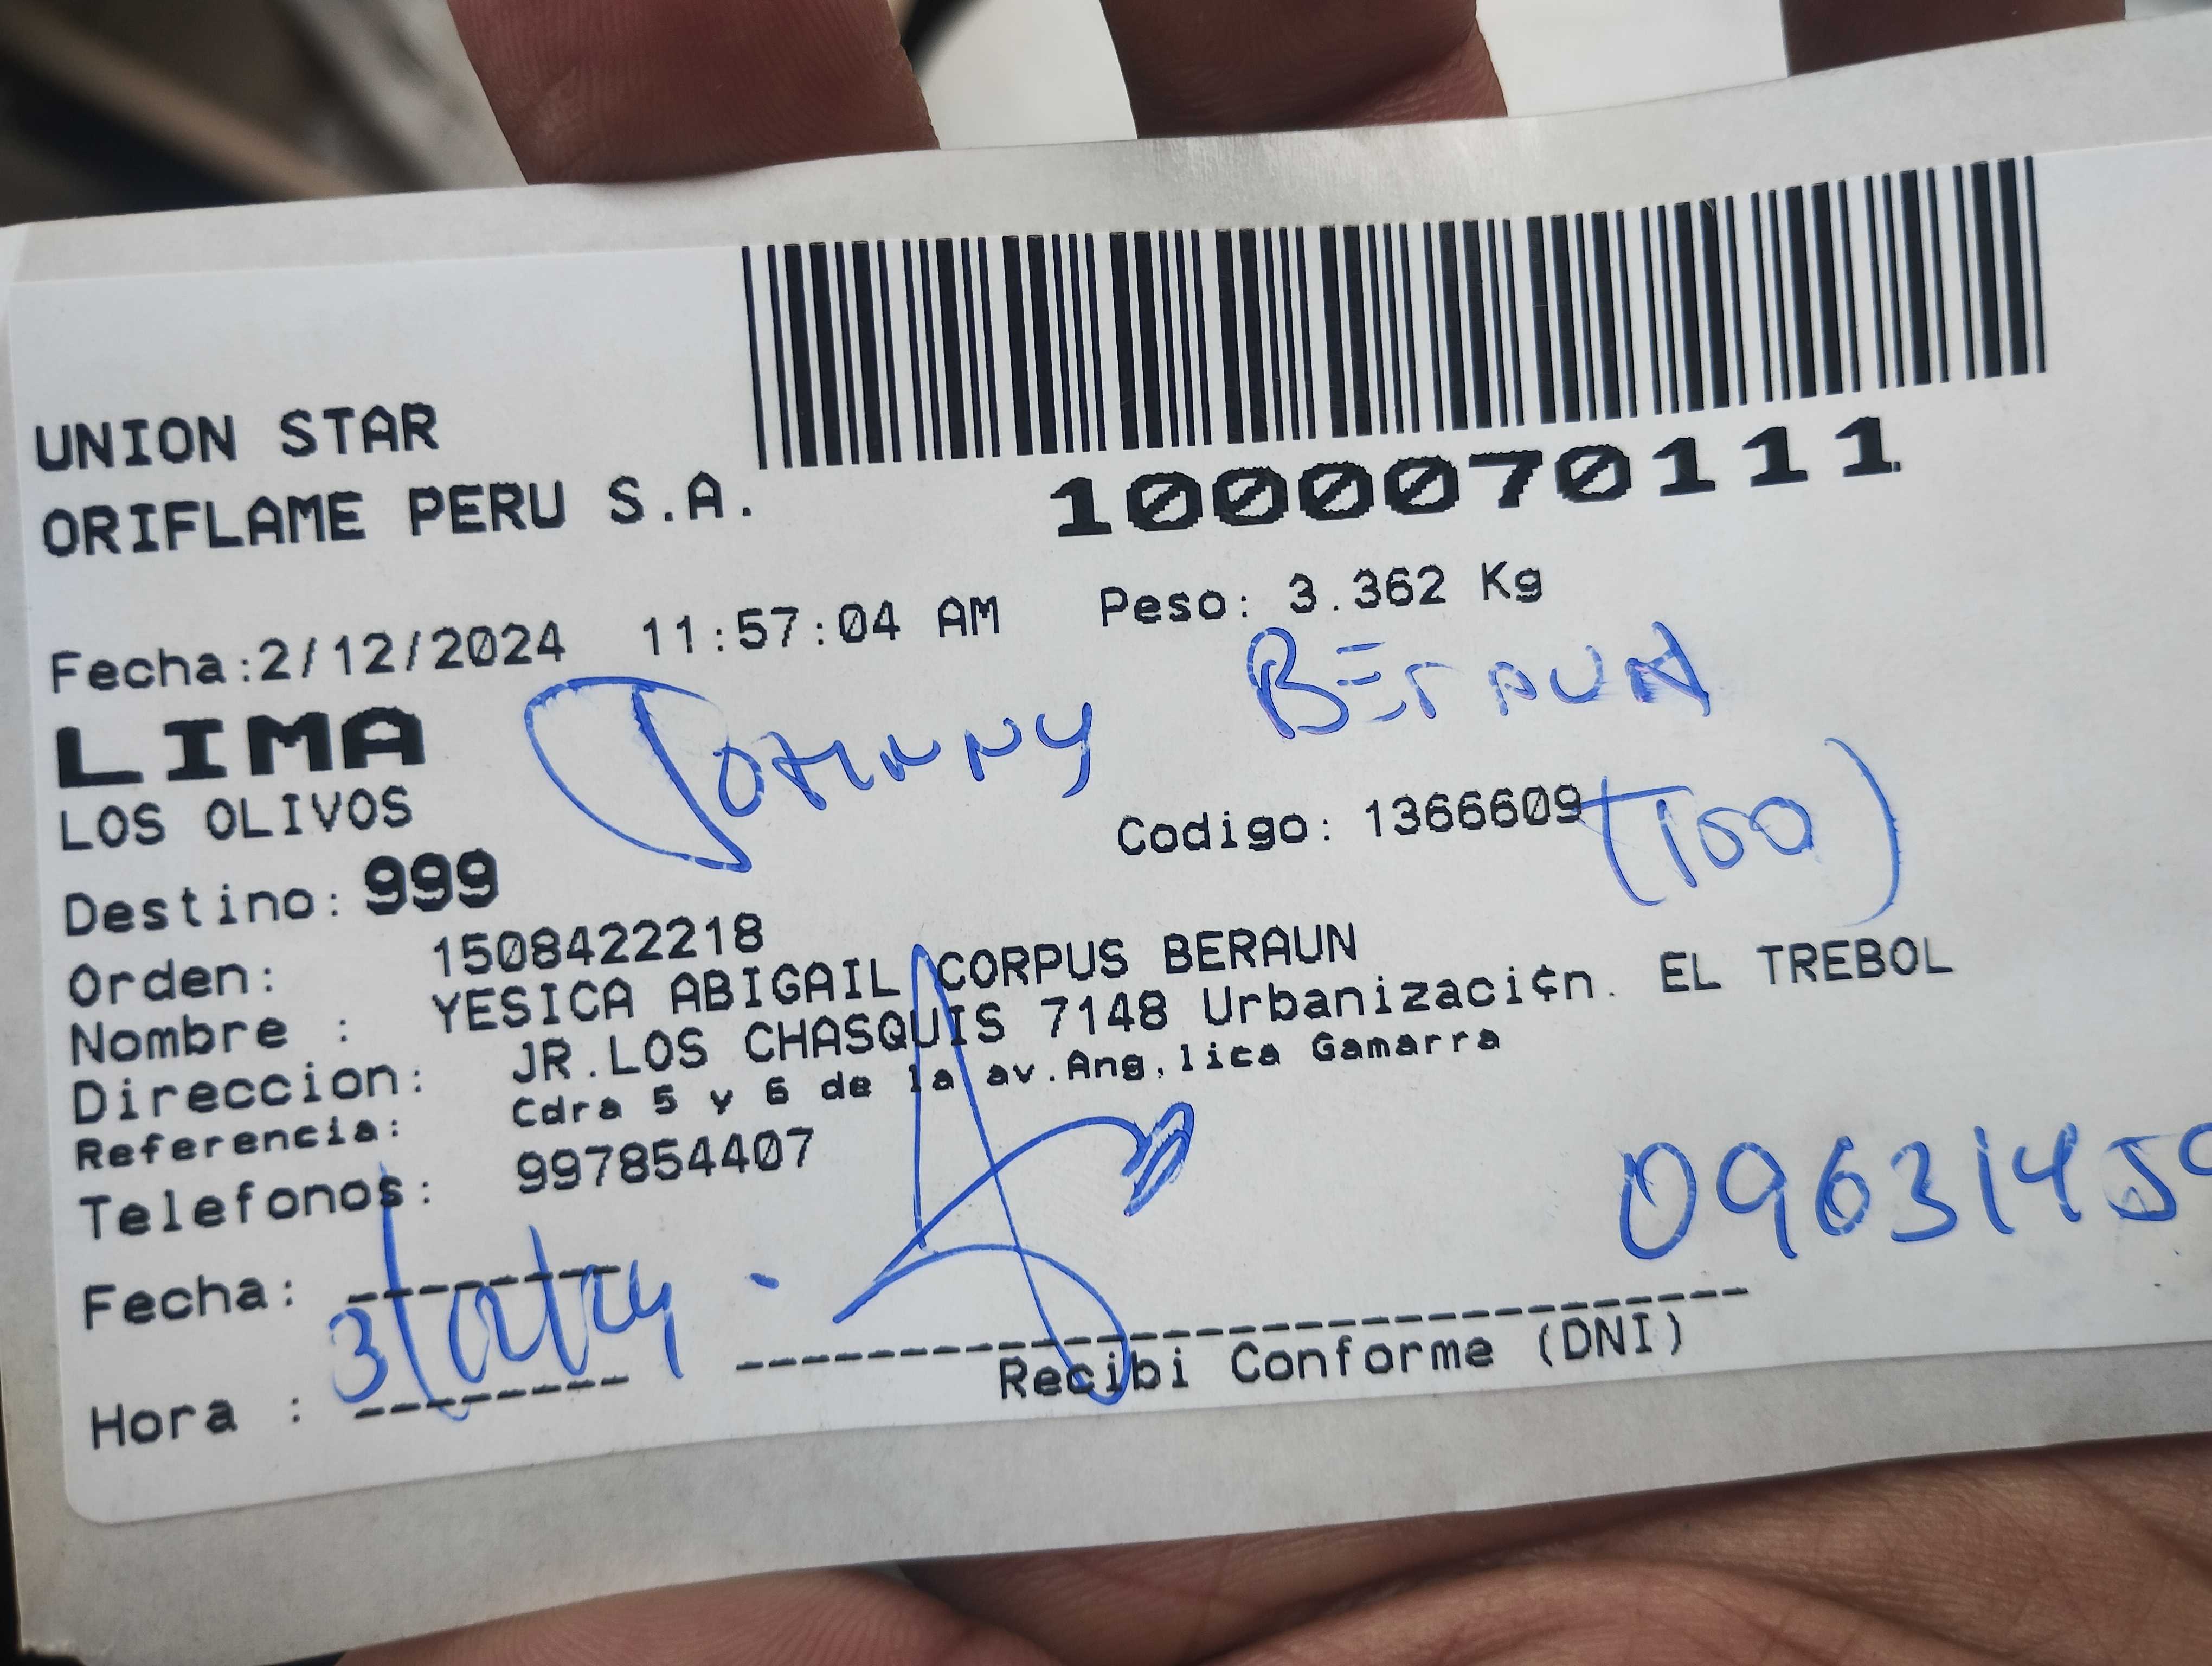 UNION STAR
ORIFLAME PERU S.A.
1000070111
Fecha:2/12/2024 11:57:04 AM Peso: 3.362 Kg
LIMA
JOHNNY BERAUN
LOS OLIVOS
Codigo: 1366609
Destino: 999
Orden: 1508422218
Nombre : YESICA ABIGAIL CORPUS BERAUN
Direccion: JR.LOS CHASQUIS 7148 Urbanizaci¢n. EL TREBOL
Referencia: Cdra 5 y 6 de la av.Ang,lica Gamarra
Telefonos: 997854407
0963145
Fecha:
Hora :
Recibi Conforme (DNI)